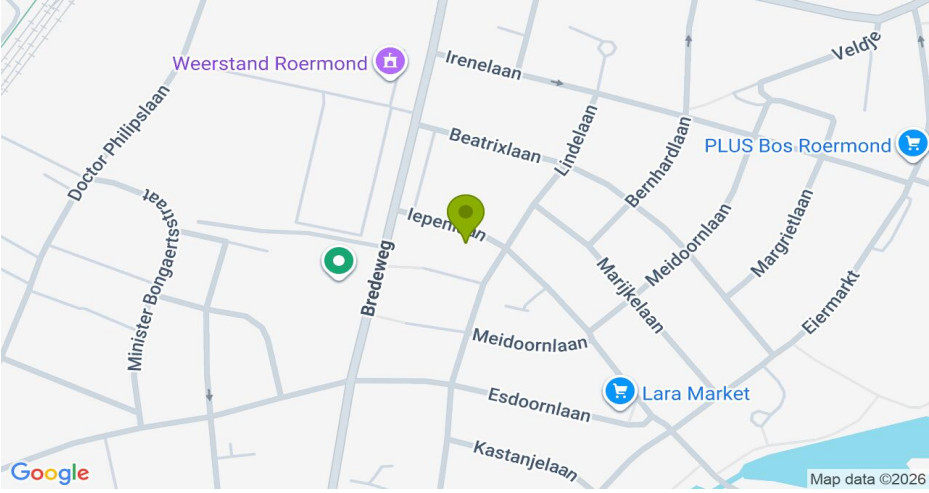 Weerstand Roermond
Irenelaan
Veldje
Doctor Philipslaan
Beatrixlaan
Lindelaan
PLUS Bos Roermond
Bernhardlaan
Minister Bongaertsstraat
Iepenlaan
Meidoornlaan
Margrietlaan
Bredeweg
Marijkelaan
Eiermarkt
Meidoornlaan
Lara Market
Esdoornlaan
Kastanjelaan
Google
Map data ©2026